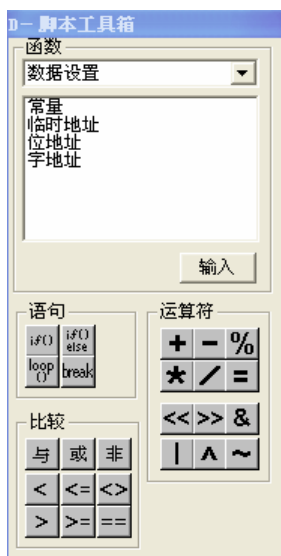 D- 脚本工具箱
函数
数据设置
常量
临时地址
位地址
字地址
输入
语句
if() if() else
loop () break
运算符
+ - %
* / =
<< >> &
| ^ ~
比较
与 或 非
< <= <>
> >= ==